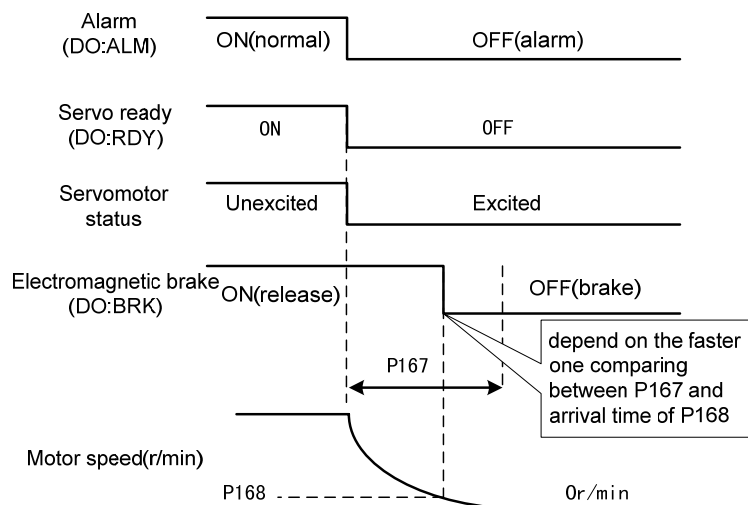 Alarm
(DO:ALM)
ON(normal)
OFF(alarm)
Servo ready
(DO:RDY)
ON
OFF
Servomotor
status
Unexcited
Excited
Electromagnetic brake
(DO:BRK)
ON(release)
OFF(brake)
depend on the faster
one comparing
between P167 and
arrival time of P168
P167
Motor speed(r/min)
P168
0r/min